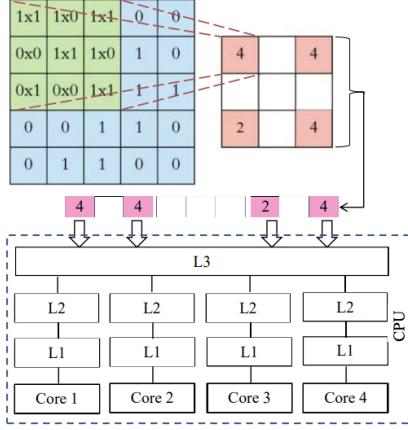 1x1 1x0 1x1 0 0
0x0 1x1 1x0 1 0
0x1 0x0 1x1 1 1
0 0 1 1 0
0 1 1 0 0
4 4
2 4
4 4 2 4
L3
L2 L2 L2 L2
L1 L1 L1 L1
Core 1 Core 2 Core 3 Core 4
CPU